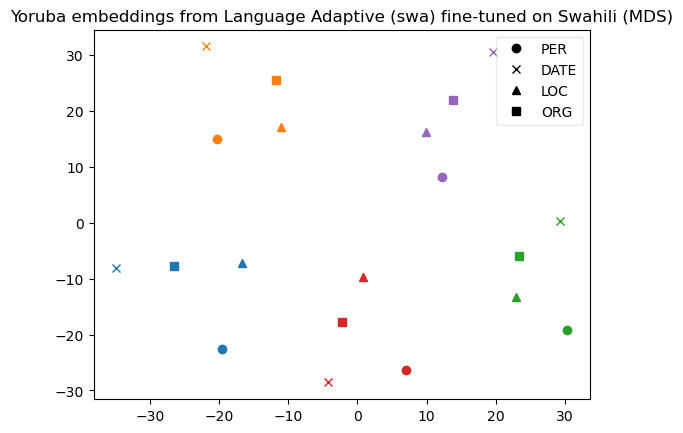 Yoruba embeddings from Language Adaptive (swa) fine-tuned on Swahili (MDS)
PER
DATE
LOC
ORG
30
20
10
0
−10
−20
−30
−30
−20
−10
0
10
20
30